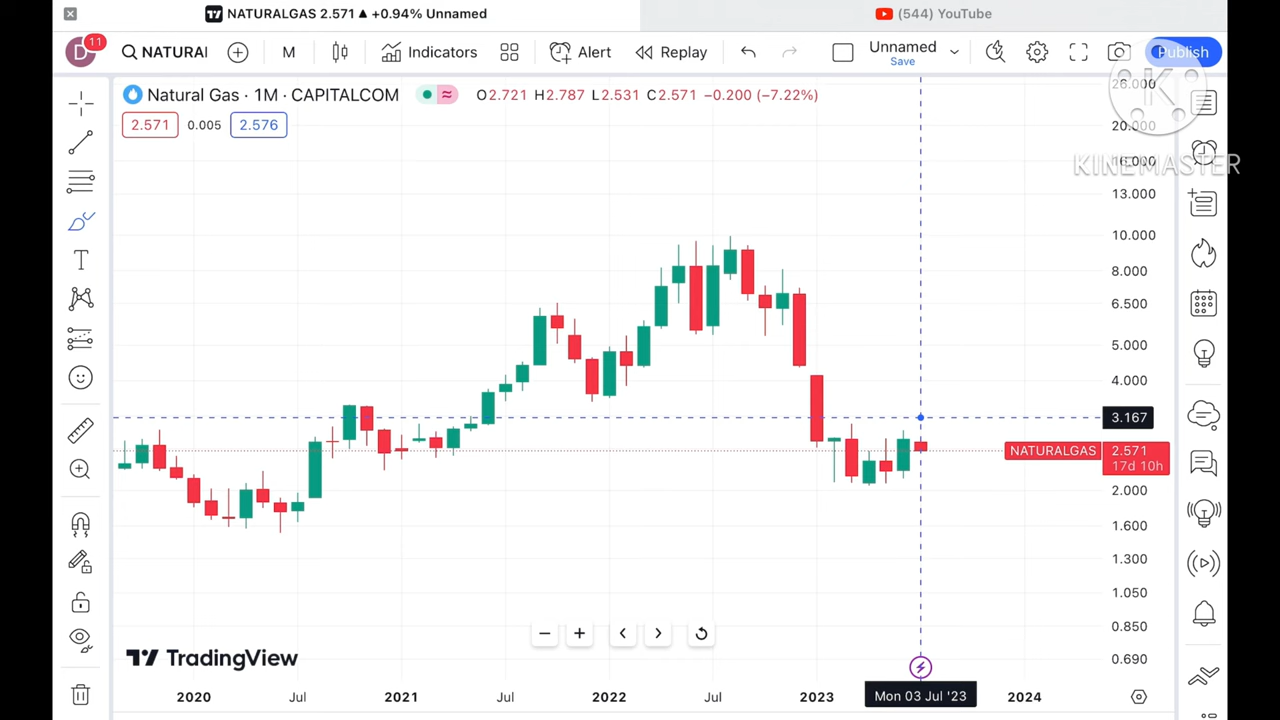 NATURALGAS 2.571 ▲ +0.94% Unnamed
(544) YouTube
D
11
NATURAI
M
Indicators
Alert
Replay
Unnamed
Save
Publish
Natural Gas · 1M · CAPITALCOM
O2.721 H2.787 L2.531 C2.571 −0.200 (−7.22%)
2.571
0.005
2.576
K
KINEMASTER
26.000
20.000
16.000
13.000
10.000
8.000
6.500
5.000
4.000
3.167
NATURALGAS
2.571
17d 10h
2.000
1.600
1.300
1.050
0.850
0.690
TradingView
2020
Jul
2021
Jul
2022
Jul
2023
Mon 03 Jul '23
2024